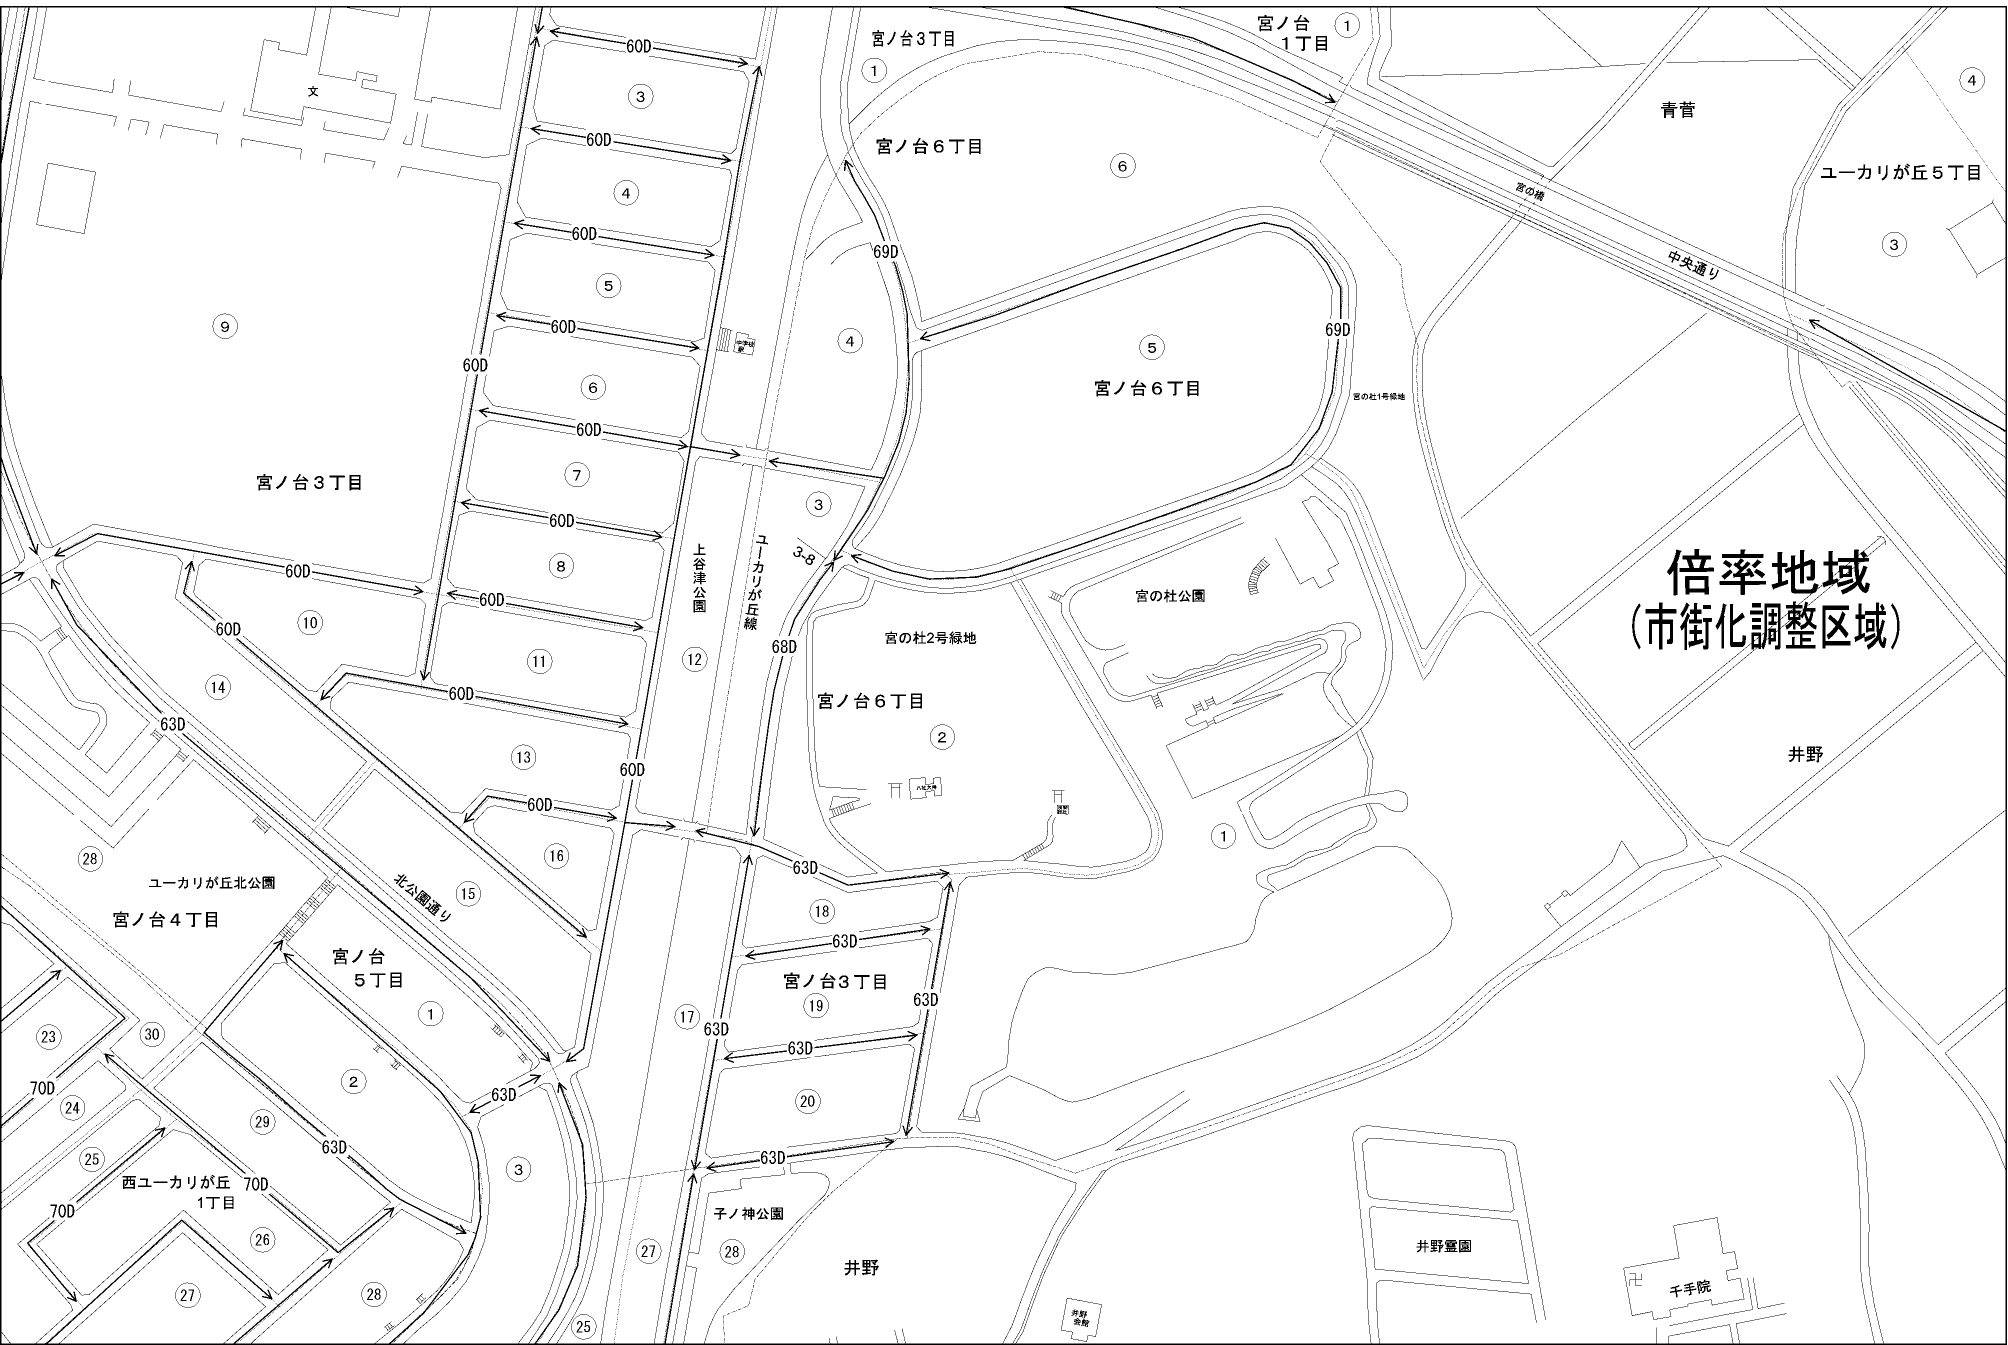 宮ノ台3丁目
①
宮ノ台
1丁目
①
60D
文
③
60D
宮ノ台6丁目
⑥
青菅
④
ユーカリが丘5丁目
宮の橋
④
60D
69D
③
中央通り
⑤
60D
中学校
駅
④
⑨
60D
69D
⑤
宮ノ台6丁目
宮の杜1号緑地
⑥
60D
⑦
宮ノ台3丁目
③
60D
3-8
上谷津公園
ユーカリが丘線
⑧
60D
60D
倍率地域
(市街化調整区域)
宮の杜公園
⑩
60D
宮の杜2号緑地
68D
⑪
⑫
⑭
60D
宮ノ台6丁目
②
63D
⑬
60D
井野
60D
八社大神
⑯
①
28
ユーカリが丘北公園
63D
北公園通り
⑮
宮ノ台4丁目
⑱
63D
宮ノ台
5丁目
宮ノ台3丁目
⑲
63D
①
⑰
63D
23
30
63D
70D
②
63D
24
⑳
29
63D
25
63D
③
西ユーカリが丘
1丁目
70D
70D
子ノ神公園
26
27
28
井野
井野霊園
27
28
千手院
井野
会館
25